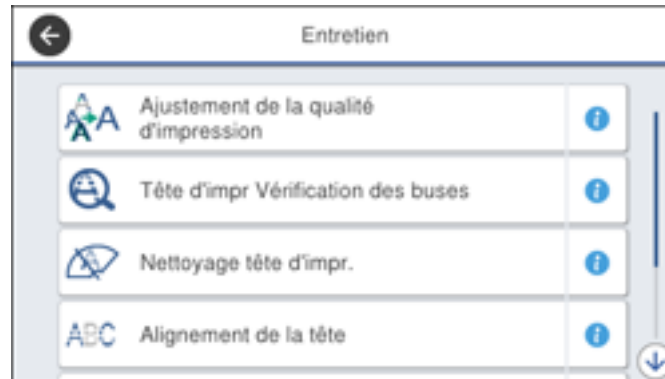 Entretien
Ajustement de la qualité
d'impression
Tête d'impr Vérification des buses
Nettoyage tête d'impr.
ABC Alignement de la tête